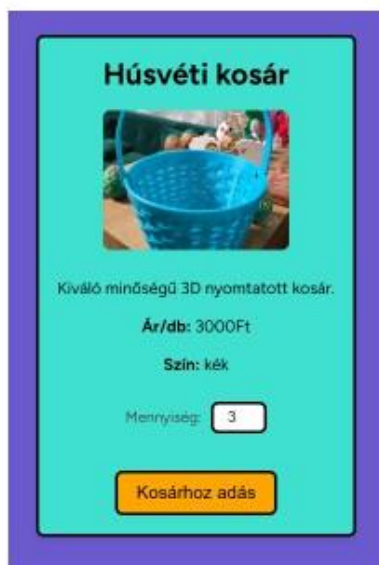 Húsvéti kosár
Kiváló minőségű 3D nyomtatott kosár.
Ár/db: 3000Ft
Szín: kék
Mennyiség: 3
Kosárhoz adás